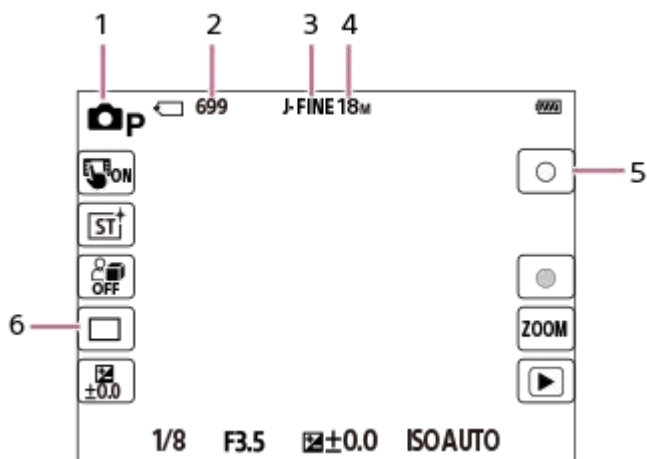 1 2 3 4
P 699 J-FINE 18M
ON
5
ST+
OFF
6 ZOOM
±0.0
1/8 F3.5 ±0.0 ISO AUTO